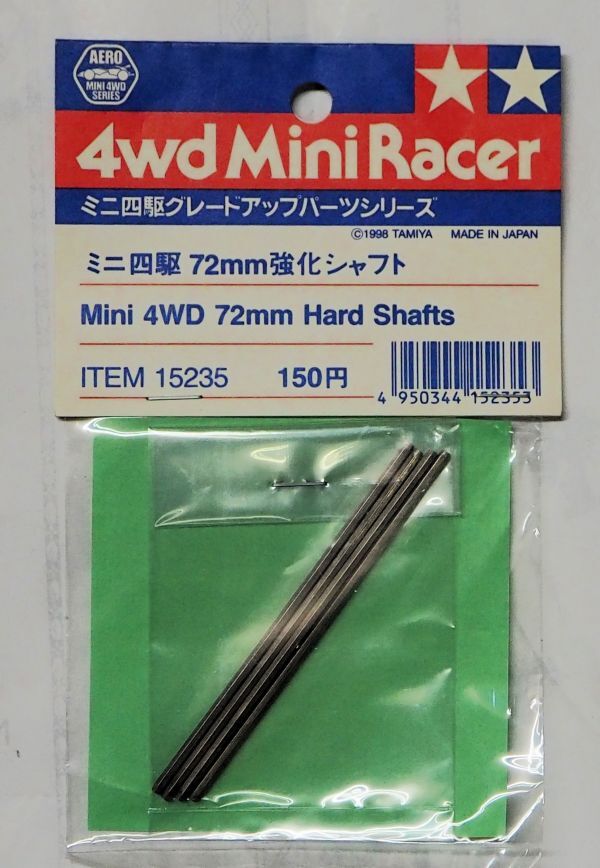 AERO
MINI 4WD
SERIES
4wd Mini Racer
ミニ四駆グレードアップパーツシリーズ
©1998 TAMIYA MADE IN JAPAN
ミニ四駆 72mm強化シャフト
Mini 4WD 72mm Hard Shafts
ITEM 15235 150円
4 950344 152353